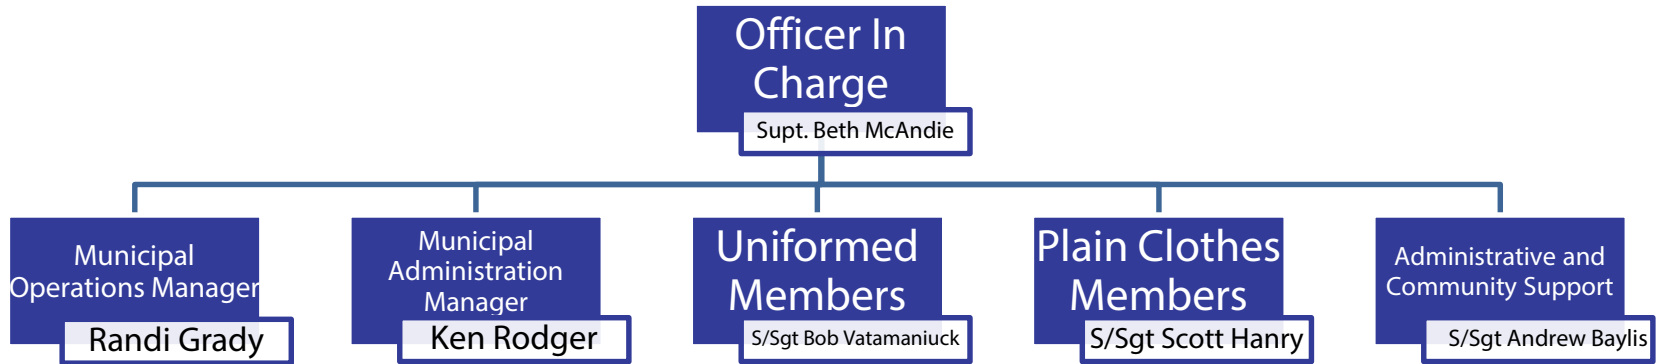 Officer In
Charge
Supt. Beth McAndie
Municipal
Operations Manager
Randi Grady
Municipal
Administration
Manager
Ken Rodger
Uniformed
Members
S/Sgt Bob Vatamaniuck
Plain Clothes
Members
S/Sgt Scott Hanry
Administrative and
Community Support
S/Sgt Andrew Baylis